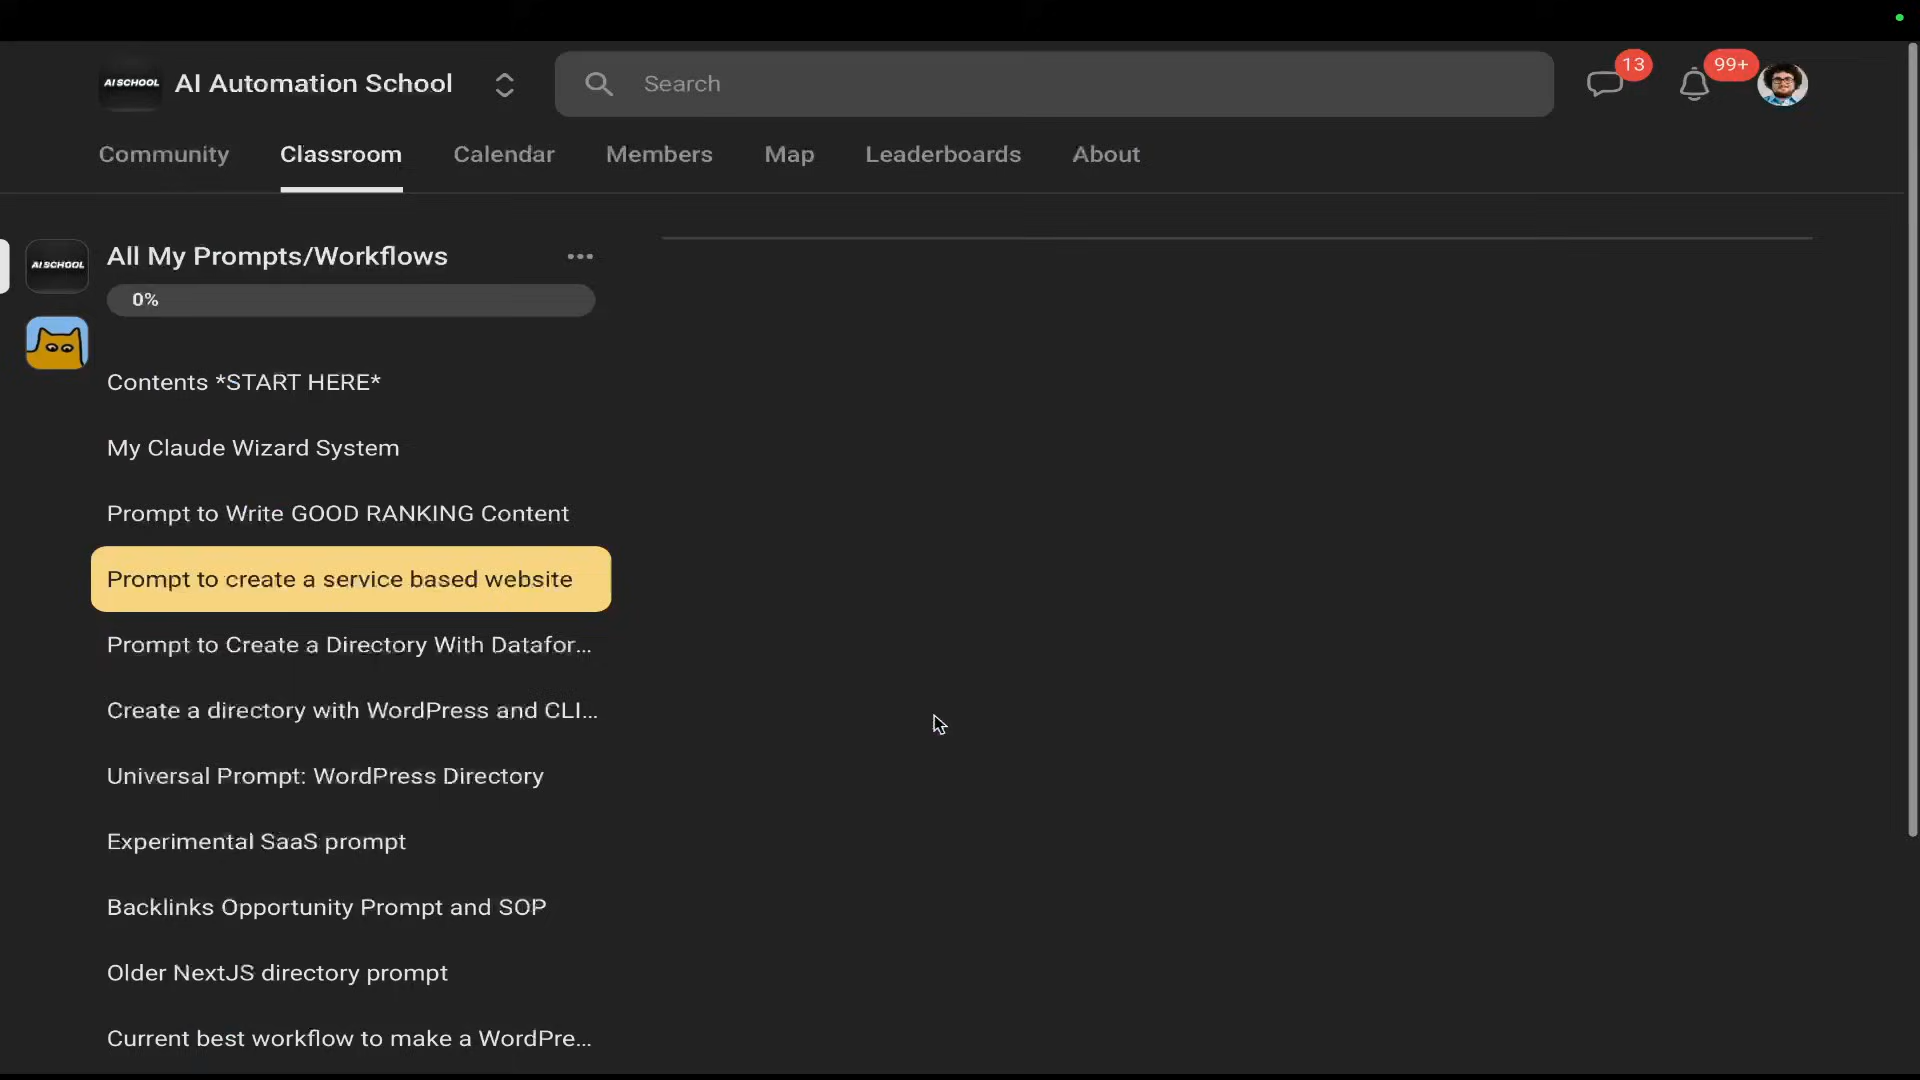 AI SCHOOL
AI Automation School
Search
13
99+
Community
Classroom
Calendar
Members
Map
Leaderboards
About
AI SCHOOL
All My Prompts/Workflows
0%
Contents *START HERE*
My Claude Wizard System
Prompt to Write GOOD RANKING Content
Prompt to create a service based website
Prompt to Create a Directory With Datafor...
Create a directory with WordPress and CLI...
Universal Prompt: WordPress Directory
Experimental SaaS prompt
Backlinks Opportunity Prompt and SOP
Older NextJS directory prompt
Current best workflow to make a WordPre...